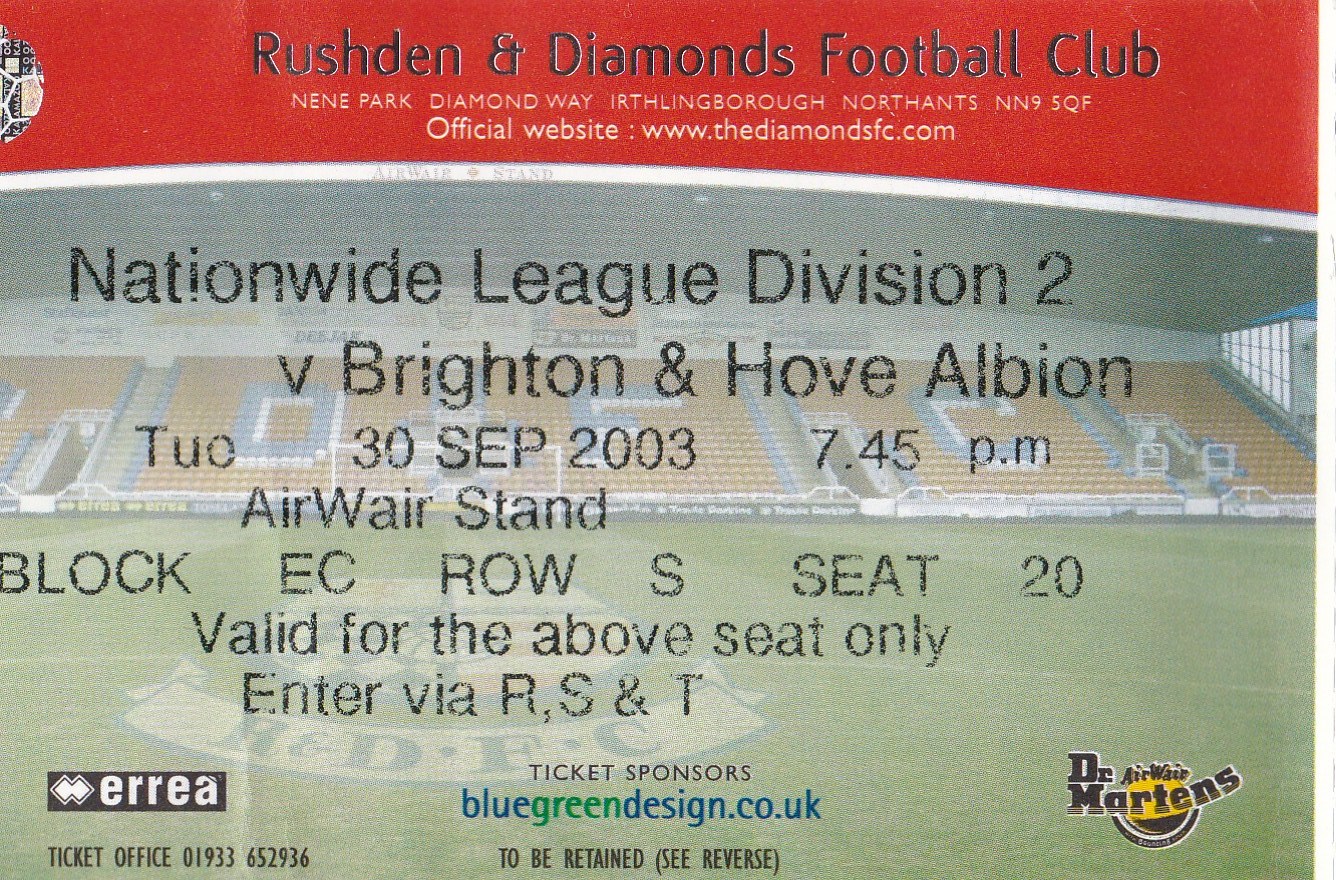 Rushden & Diamonds Football Club
NENE PARK DIAMOND WAY IRTHLINGBOROUGH NORTHANTS NN9 5QF
Official website : www.thediamondsfc.com
AIRWAIR STAND
Nationwide League Division 2
v Brighton & Hove Albion
Tuo 30 SEP 2003 7.45 p.m
AirWair Stand
BLOCK EC ROW S SEAT 20
Valid for the above seat only
Enter via R,S & T
R&D·F·C
errea
TICKET SPONSORS
bluegreendesign.co.uk
Dr Martens
AirWair
TICKET OFFICE 01933 652936
TO BE RETAINED (SEE REVERSE)